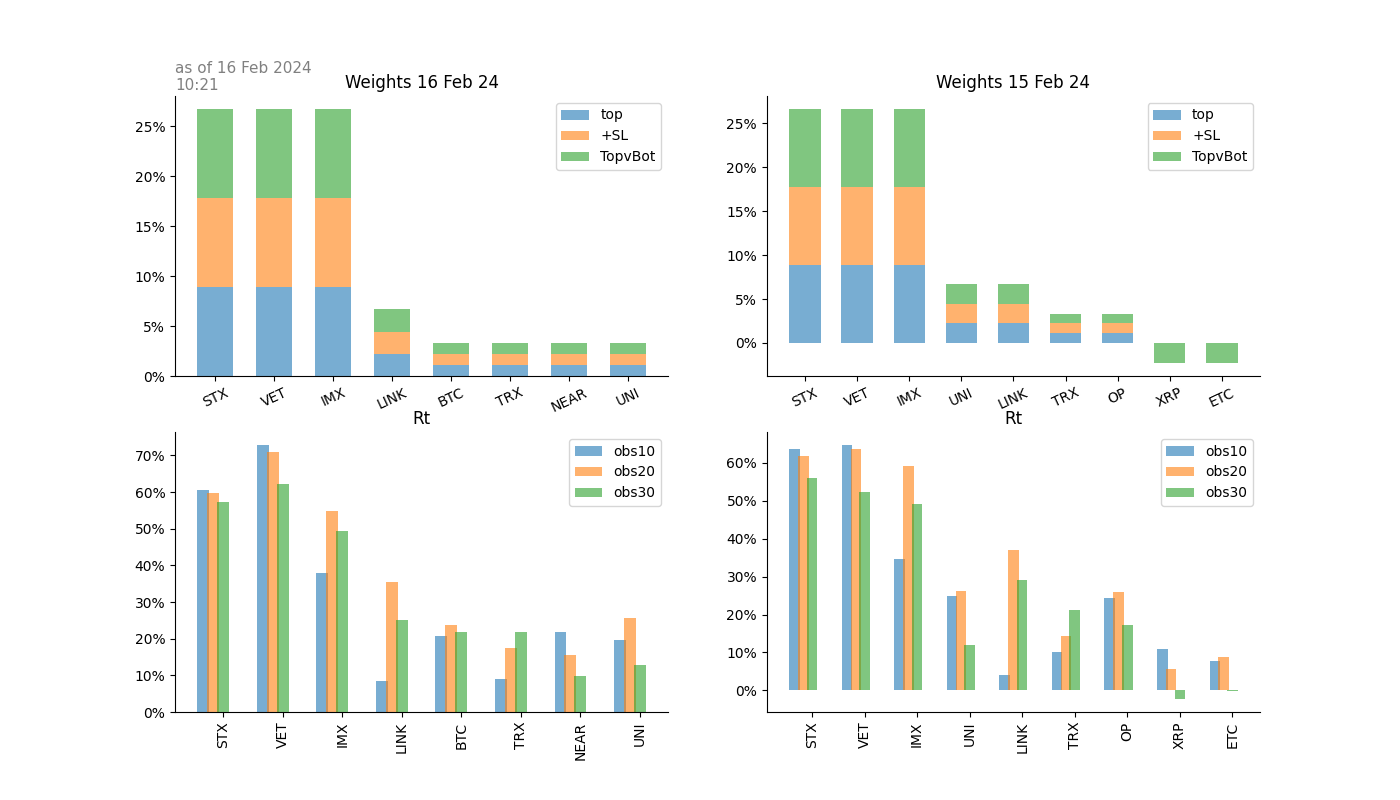 as of 16 Feb 2024
10:21
Weights 16 Feb 24
25%
20%
15%
10%
5%
0%
top
+SL
TopvBot
STX
VET
IMX
LINK
BTC
TRX
NEAR
UNI
Weights 15 Feb 24
25%
20%
15%
10%
5%
0%
top
+SL
TopvBot
STX
VET
IMX
UNI
LINK
TRX
OP
XRP
ETC
Rt
70%
60%
50%
40%
30%
20%
10%
0%
obs10
obs20
obs30
STX
VET
IMX
LINK
BTC
TRX
NEAR
UNI
Rt
60%
50%
40%
30%
20%
10%
0%
obs10
obs20
obs30
STX
VET
IMX
UNI
LINK
TRX
OP
XRP
ETC